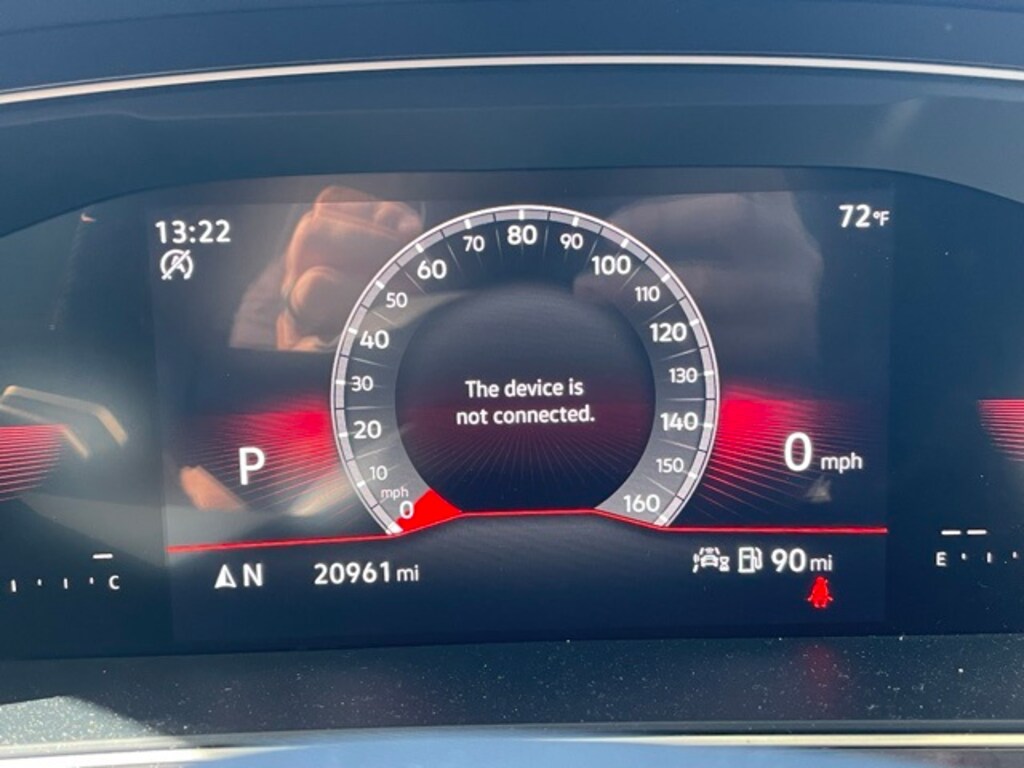 13:22
72°F
80
70 90
60 100
50 110
40 120
30 130
The device is
not connected.
20 140
10 150
mph
0 160
P
0 mph
N
20961 mi
90 mi
C
E